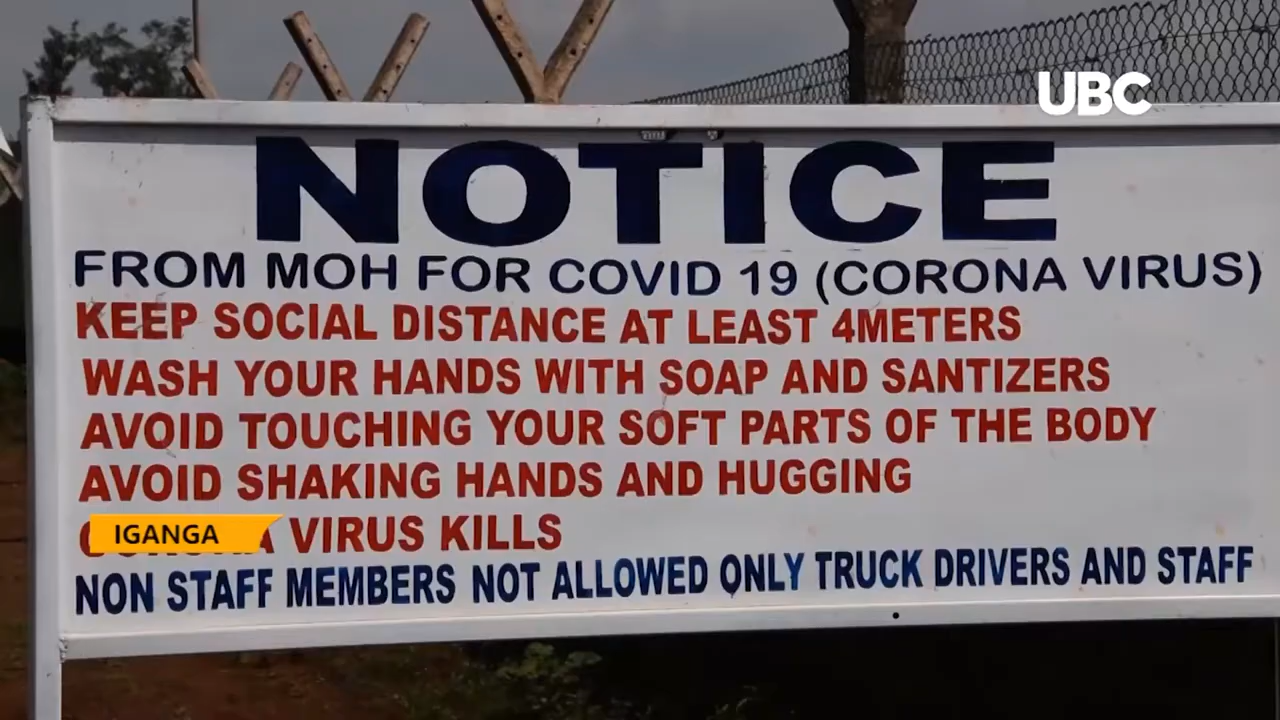 UBC
NOTICE
FROM MOH FOR COVID 19 (CORONA VIRUS)
KEEP SOCIAL DISTANCE AT LEAST 4METERS
WASH YOUR HANDS WITH SOAP AND SANTIZERS
AVOID TOUCHING YOUR SOFT PARTS OF THE BODY
AVOID SHAKING HANDS AND HUGGING
VIRUS KILLS
IGANGA
NON STAFF MEMBERS NOT ALLOWED ONLY TRUCK DRIVERS AND STAFF